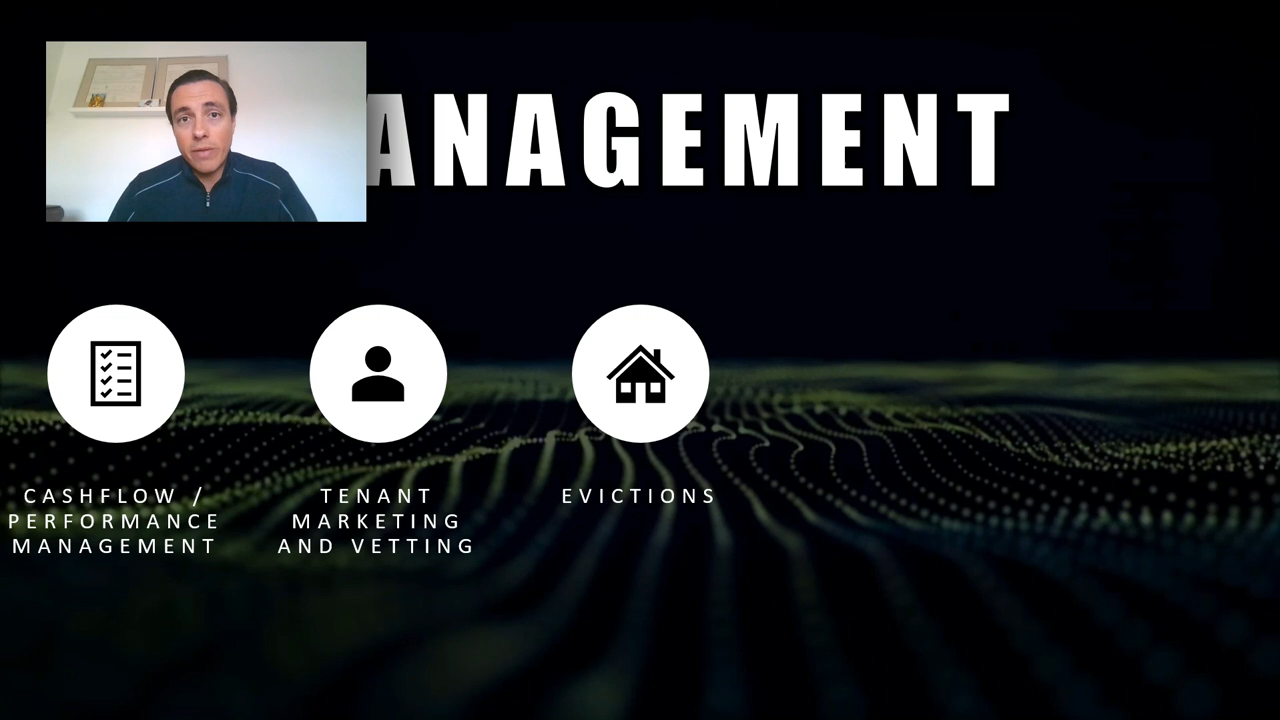 ANAGEMENT
CASHFLOW /
PERFORMANCE
MANAGEMENT
TENANT
MARKETING
AND VETTING
EVICTIONS